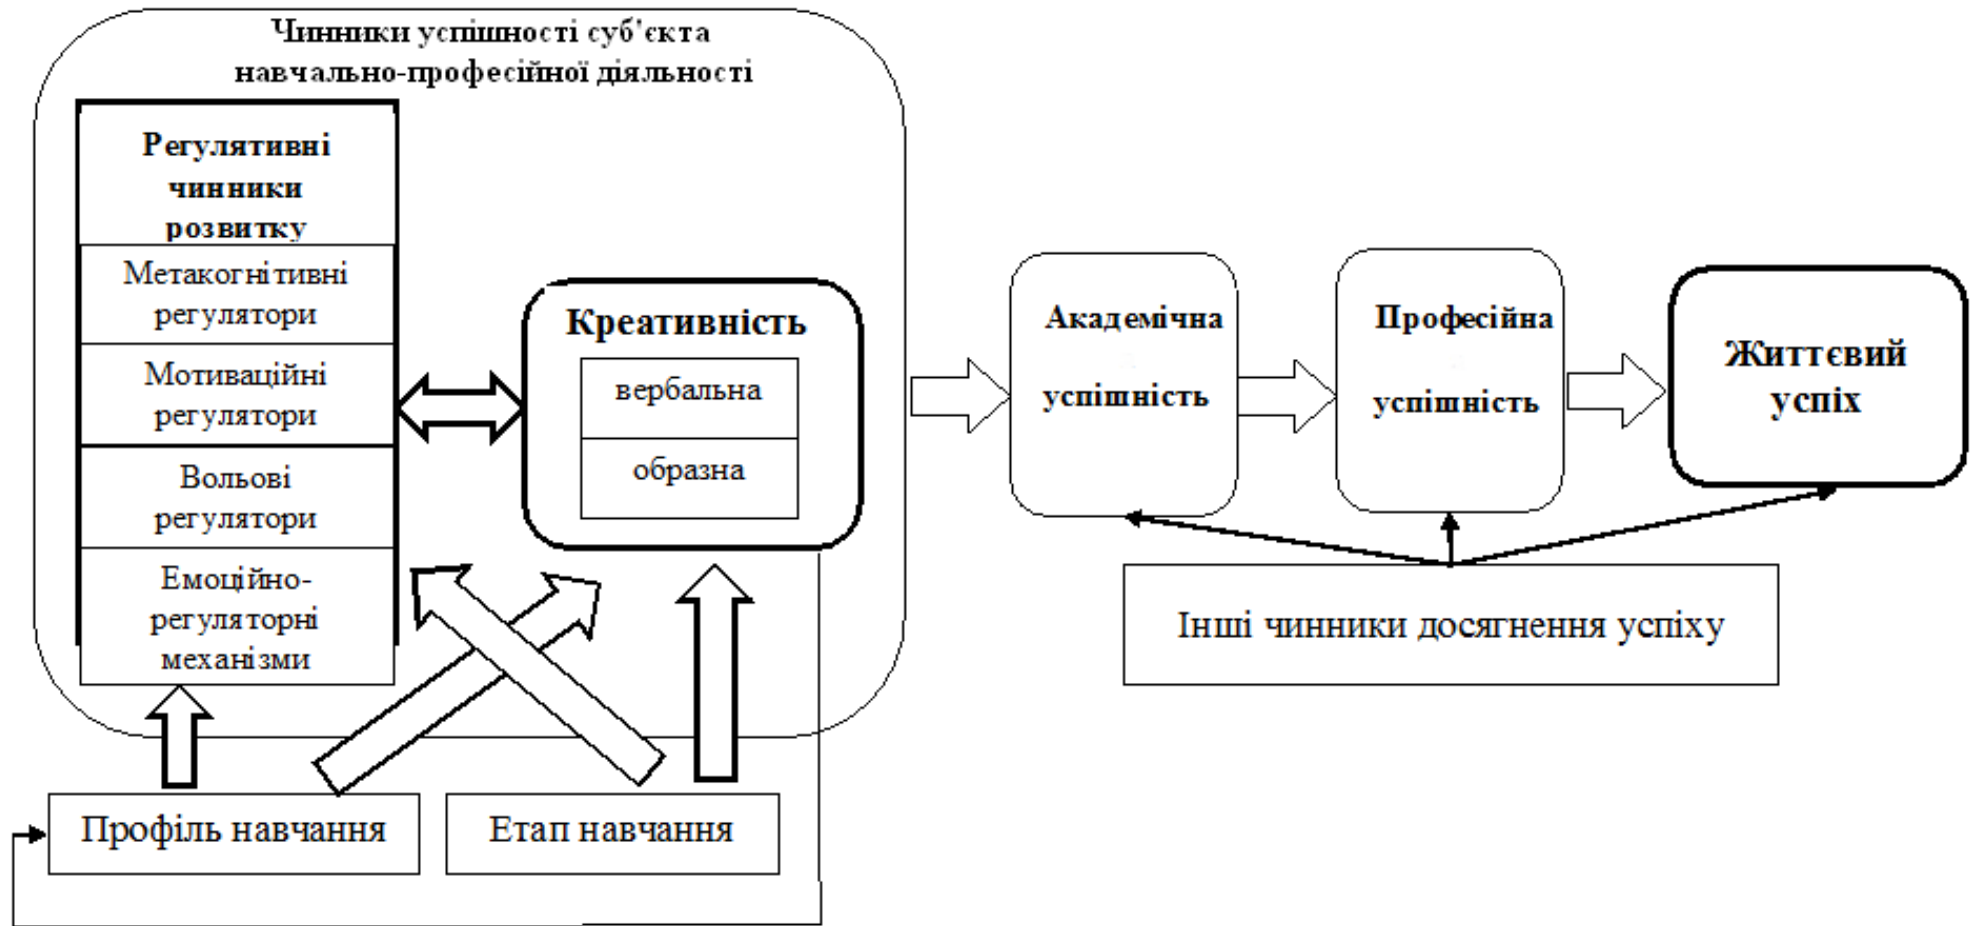 Чинники успішності суб'єкта
навчально-професійної діяльності
Регулятивні
чинники
розвитку
Метакогнітивні
регулятори
Мотиваційні
регулятори
Вольові
регулятори
Емоційно-
регуляторні
механізми
Креативність
вербальна
образна
Академічна
успішність
Професійна
успішність
Життєвий
успіх
Інші чинники досягнення успіху
Профіль навчання
Етап навчання